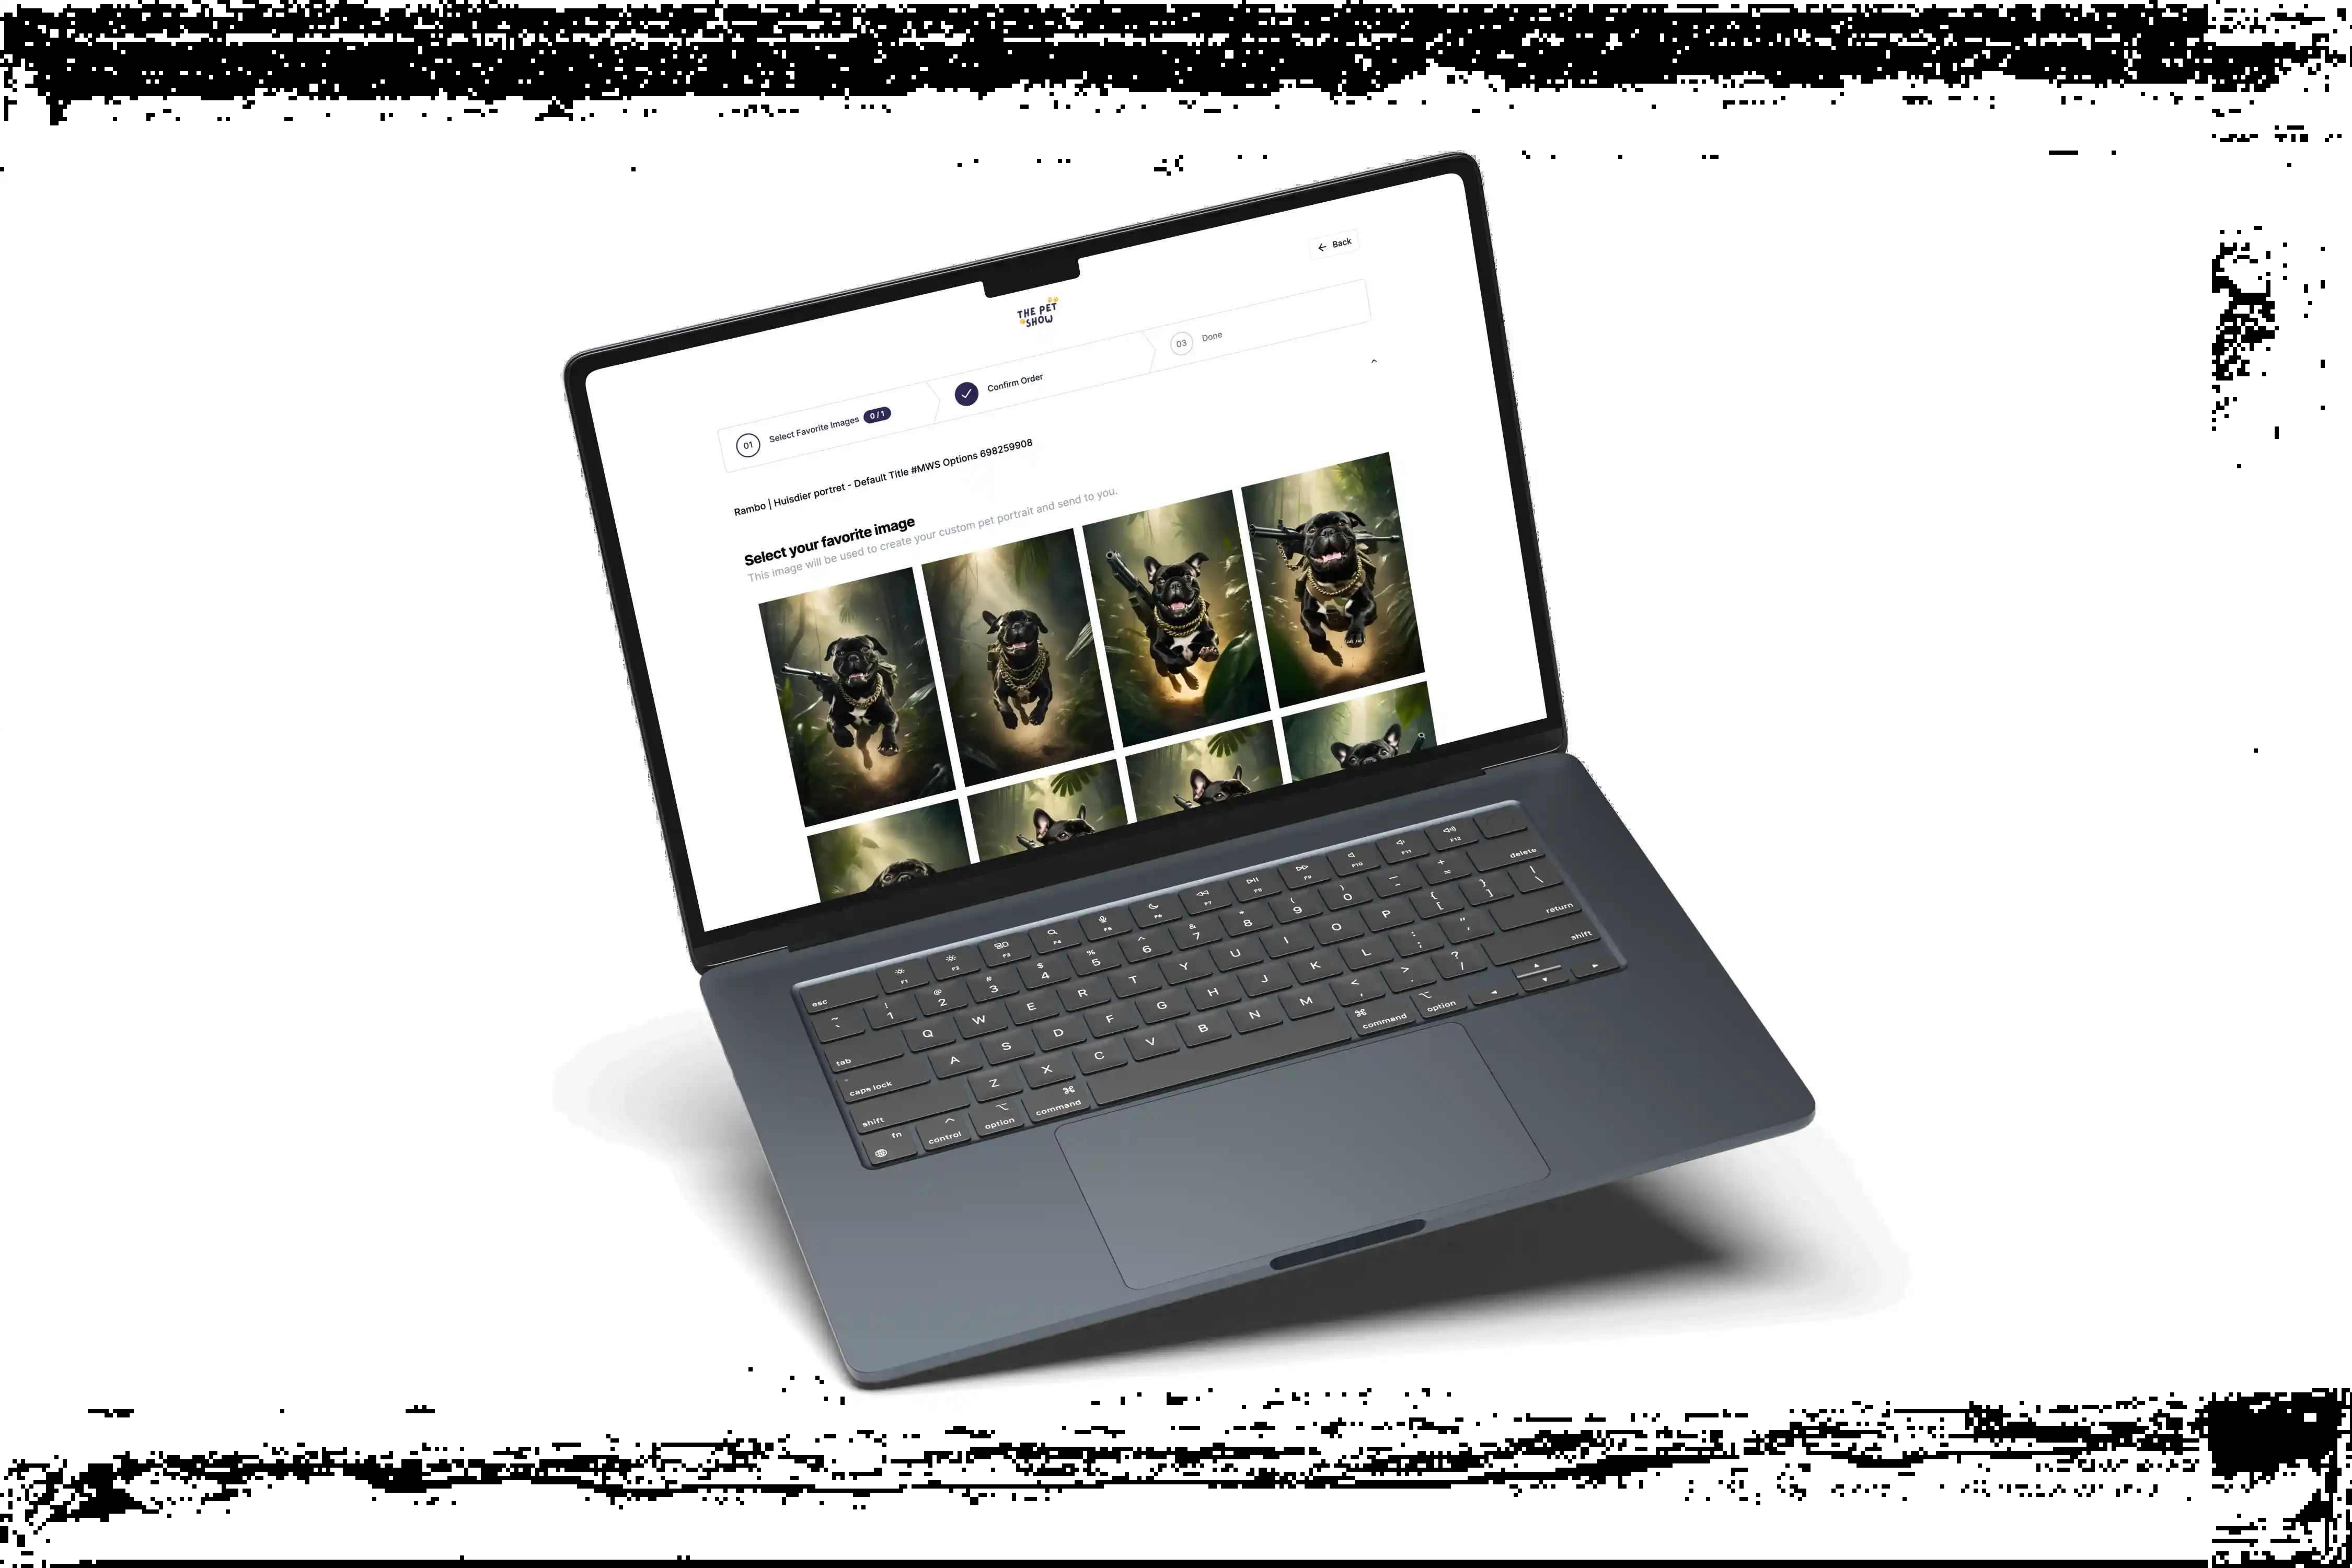 ← Back
THE PET
SHOW
01 Select Favorite Images 0 / 1
Confirm Order
03 Done
Rambo | Huisdier portret - Default Title #MWS Options 698259908
Select your favorite image
This image will be used to create your custom pet portrait and send to you.
esc F1 F2 F3 F4 F5 F6 F7 F8 F9 F10 F11 F12
~ ! @ # $ % ^ & * ( ) — +
` 1 2 3 4 5 6 7 8 9 0 - = delete
tab Q W E R T Y U I O P { [ } ] | \
caps lock A S D F G H J K L : ; " ' return
shift Z X C V B N M < , > . ? / shift
fn ^ control ⌥ option ⌘ command ⌘ command ⌥ option ◄ ▲ ▼ ►